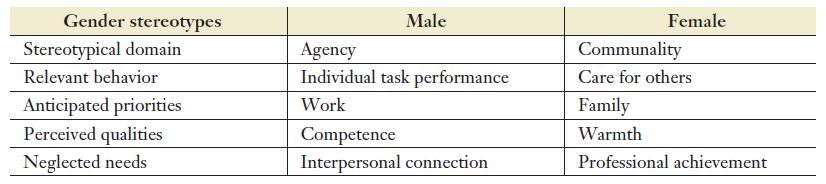 Gender stereotypes Male Female
Stereotypical domain Agency Communality
Relevant behavior Individual task performance Care for others
Anticipated priorities Work Family
Perceived qualities Competence Warmth
Neglected needs Interpersonal connection Professional achievement